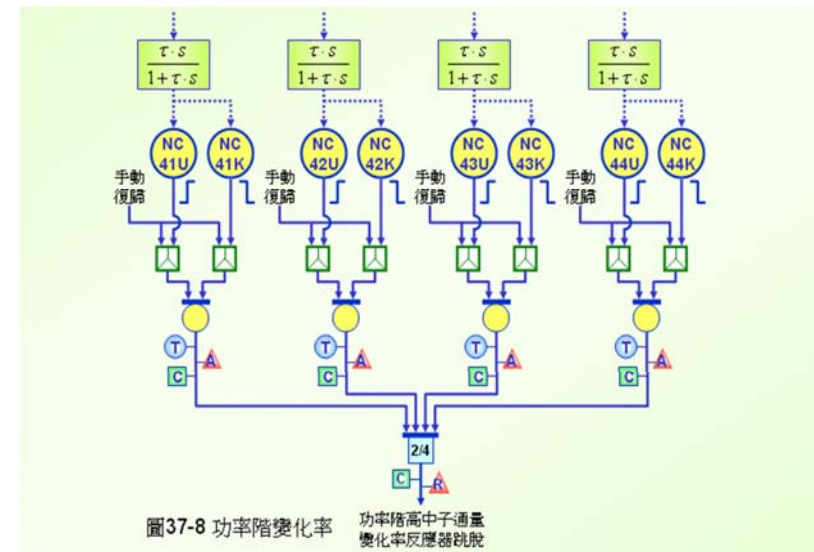 τ·s τ·s τ·s τ·s
1+τ·s 1+τ·s 1+τ·s 1+τ·s
NC NC NC NC NC NC NC NC
41U 41K 42U 42K 43U 43K 44U 44K
手動 手動 手動 手動
復歸 復歸 復歸 復歸
T T T T
A A A A
C C C C
2/4
C R
圖37-8 功率階變化率
功率階高中子通量
變化率反應器跳脫